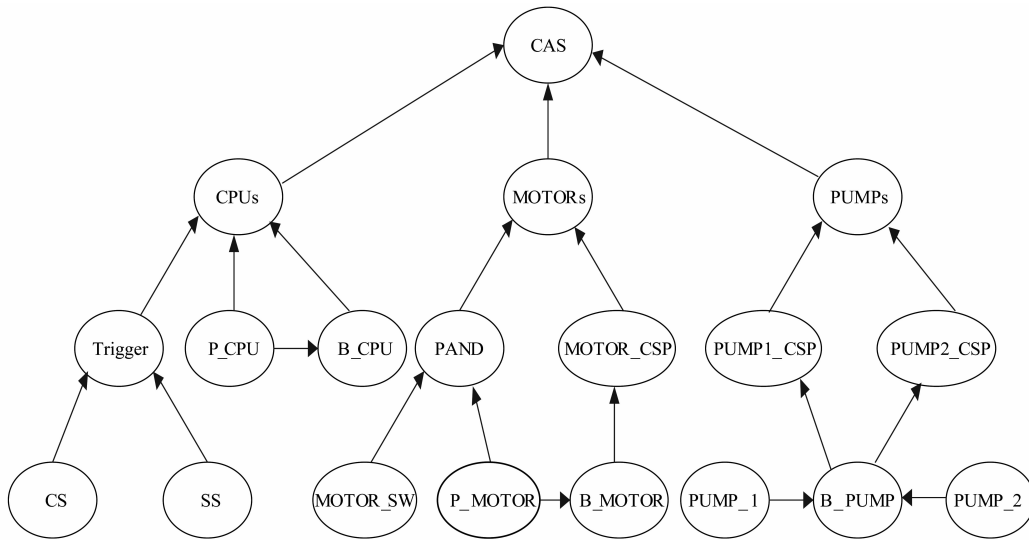 CAS
CPUs
MOTORs
PUMPs
Trigger
P_CPU
B_CPU
PAND
MOTOR_CSP
PUMP1_CSP
PUMP2_CSP
CS
SS
MOTOR_SW
P_MOTOR
B_MOTOR
PUMP_1
B_PUMP
PUMP_2